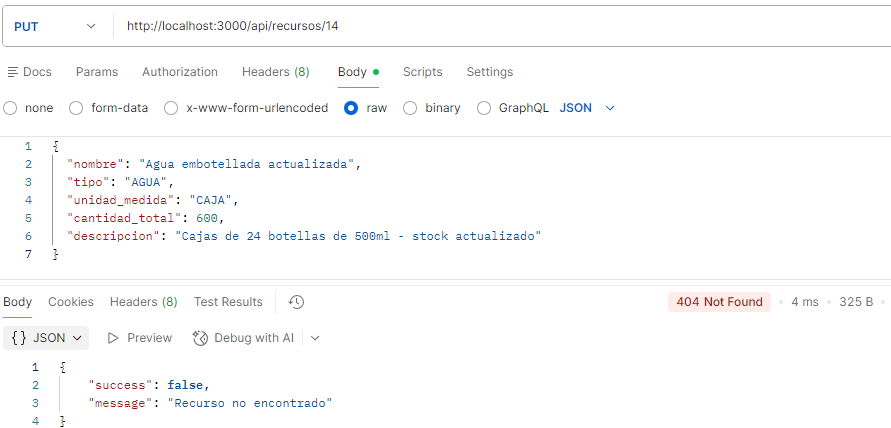 PUT http://localhost:3000/api/recursos/14
Docs Params Authorization Headers (8) Body Scripts Settings
none form-data x-www-form-urlencoded raw binary GraphQL JSON
1 {
2 "nombre": "Agua embotellada actualizada",
3 "tipo": "AGUA",
4 "unidad_medida": "CAJA",
5 "cantidad_total": 600,
6 "descripcion": "Cajas de 24 botellas de 500ml - stock actualizado"
7 }
Body Cookies Headers (8) Test Results 404 Not Found • 4 ms • 325 B •
{} JSON Preview Debug with AI
1 {
2 "success": false,
3 "message": "Recurso no encontrado"
4 }